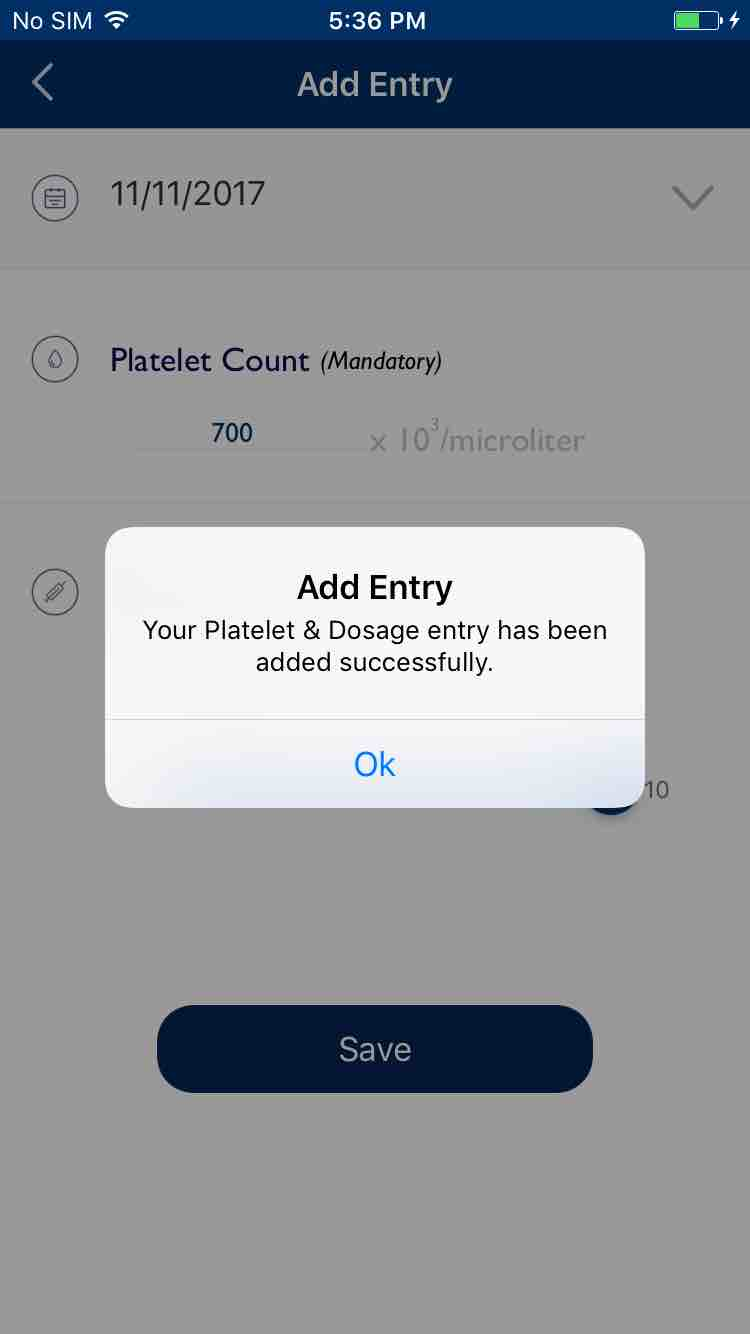 No SIM 5:36 PM
Add Entry
11/11/2017
Platelet Count (Mandatory)
700 x 10³/microliter
Add Entry
Your Platelet & Dosage entry has been
added successfully.
Ok
10
Save